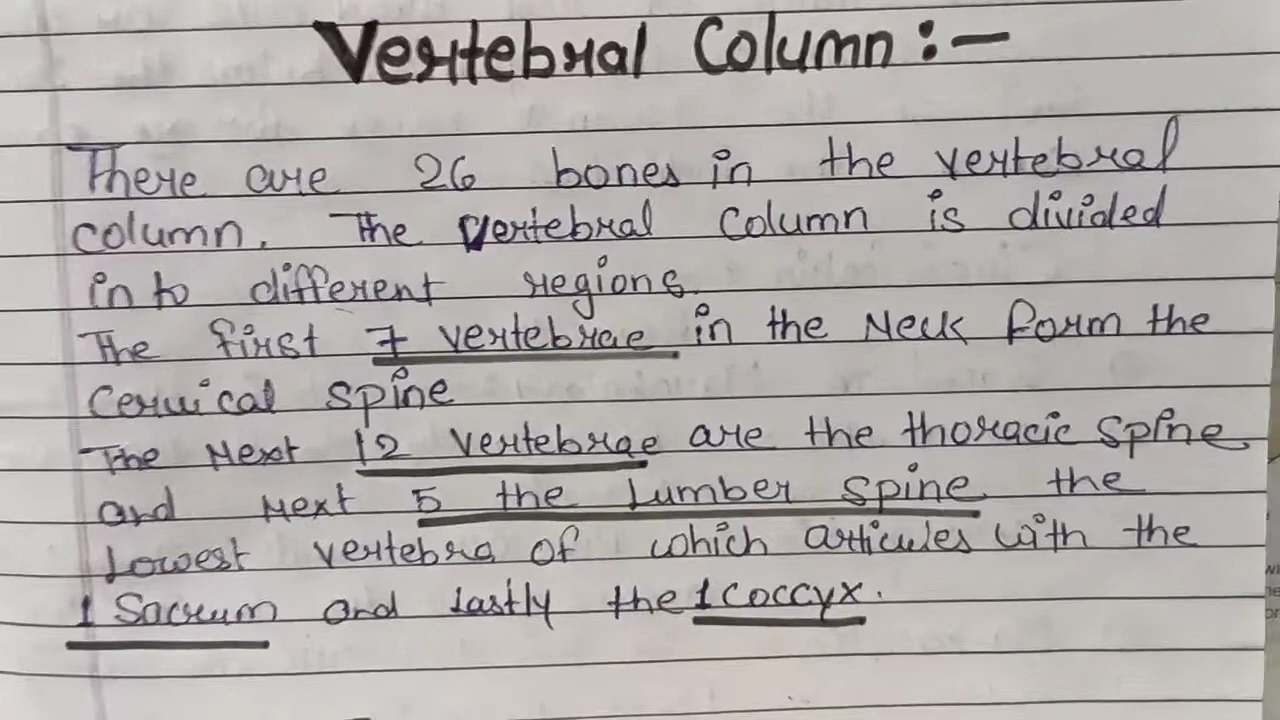 Vertebral Column :-
There are 26 bones in the vertebral
column. The vertebral column is divided
in to different regions.
The first 7 vertebrae in the Neck form the
Cervical spine
The Next 12 vertebrae are the thoracic spine
and Next 5 the Lumber spine the
Lowest vertebra of which articules with the
1 Sacrum and Lastly the 1 Coccyx.